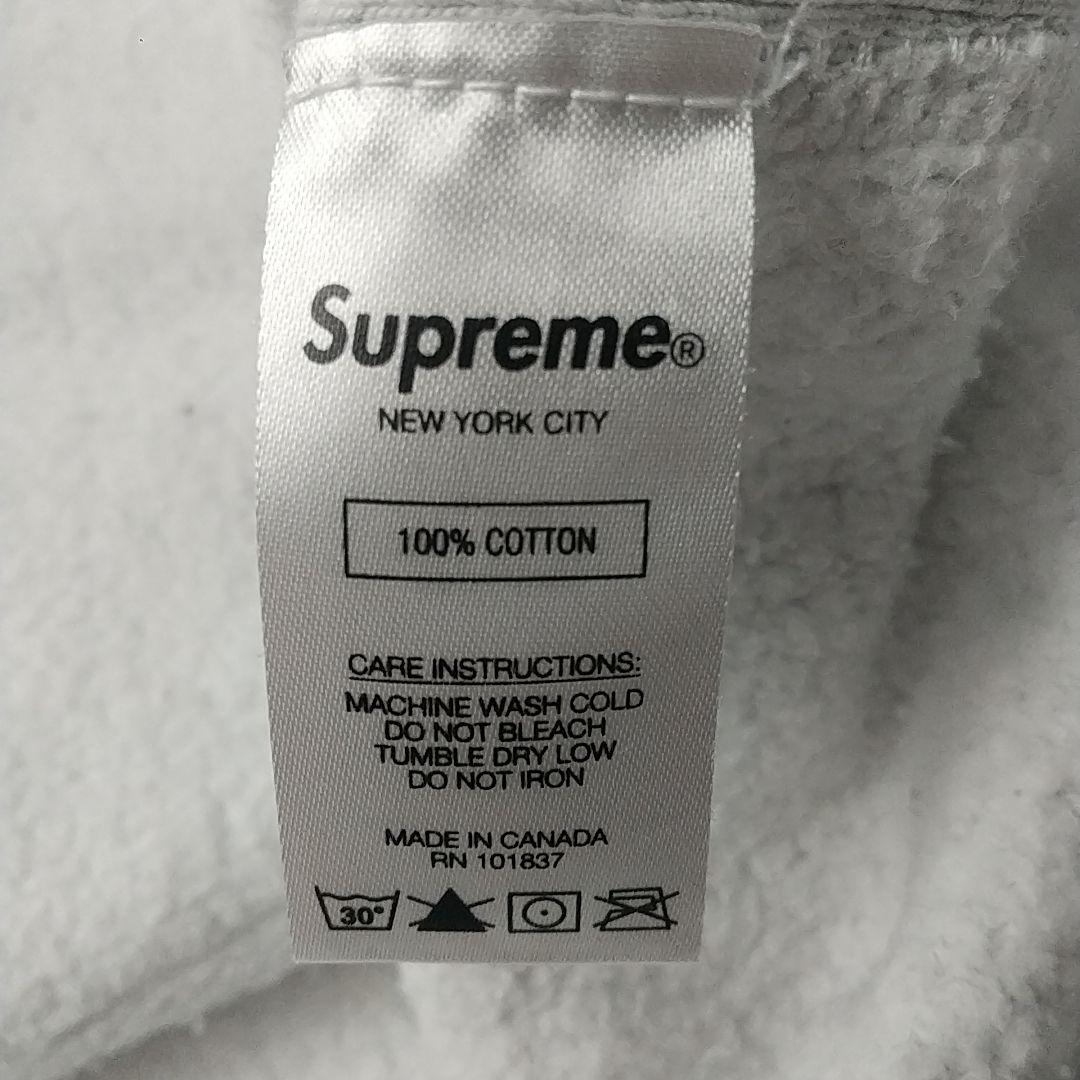 Supreme®
NEW YORK CITY
100% COTTON
CARE INSTRUCTIONS:
MACHINE WASH COLD
DO NOT BLEACH
TUMBLE DRY LOW
DO NOT IRON
MADE IN CANADA
RN 101837
30°